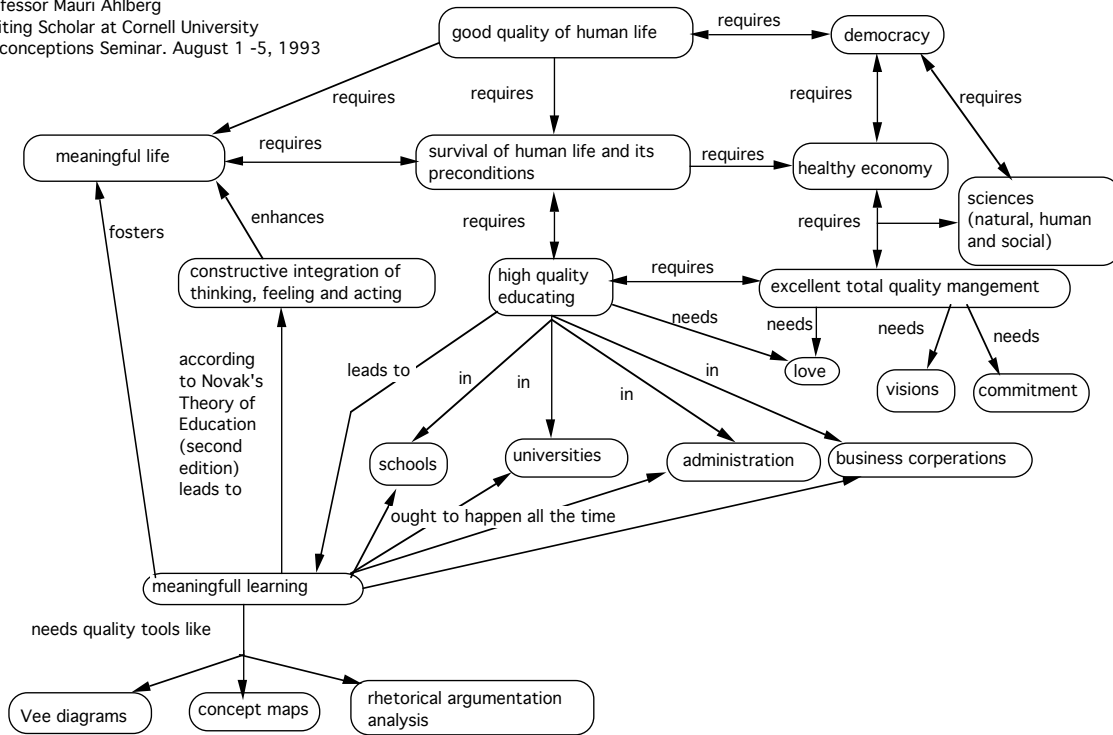 fessor Mauri Åhlberg
iting Scholar at Cornell University
conceptions Seminar. August 1 -5, 1993
good quality of human life
requires
democracy
requires
requires
requires
requires
meaningful life
requires
survival of human life and its
preconditions
requires
healthy economy
sciences
(natural, human
and social)
fosters
enhances
requires
requires
constructive integration of
thinking, feeling and acting
high quality
educating
requires
excellent total quality mangement
needs
needs
needs
needs
love
visions
commitment
according
to Novak's
Theory of
Education
(second
edition)
leads to
leads to
in
in
in
in
schools
universities
administration
business corperations
ought to happen all the time
meaningfull learning
needs quality tools like
Vee diagrams
concept maps
rhetorical argumentation
analysis